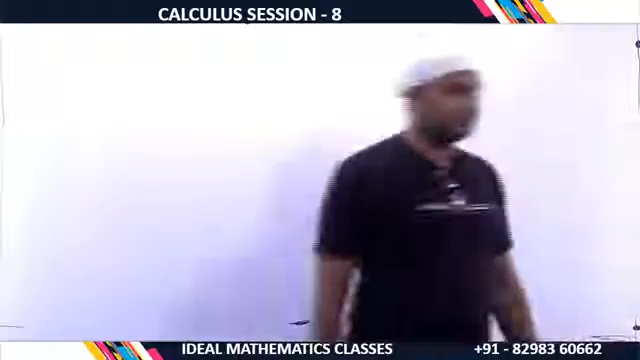 CALCULUS SESSION - 8
IDEAL MATHEMATICS CLASSES
+91 - 82983 60662